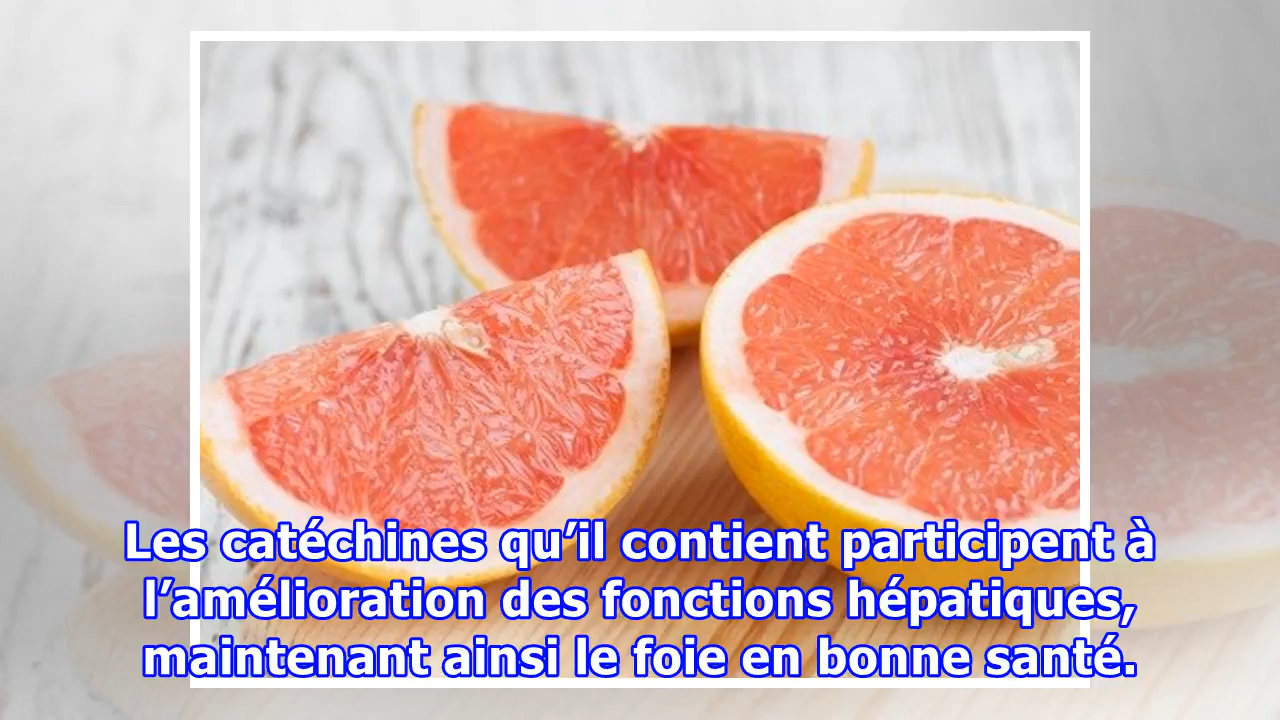 Les catéchines qu’il contient participent à
l’amélioration des fonctions hépatiques,
maintenant ainsi le foie en bonne santé.